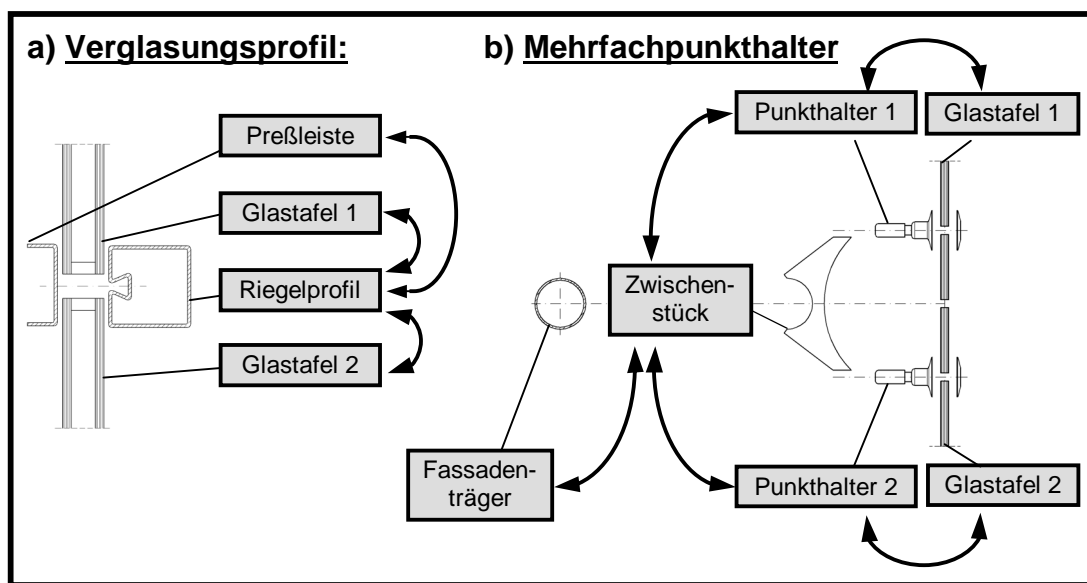 a) Verglasungsprofil:
Preßleiste
Glastafel 1
Riegelprofil
Glastafel 2
b) Mehrfachpunkthalter
Punkthalter 1
Glastafel 1
Zwischen-
stück
Fassaden-
träger
Punkthalter 2
Glastafel 2